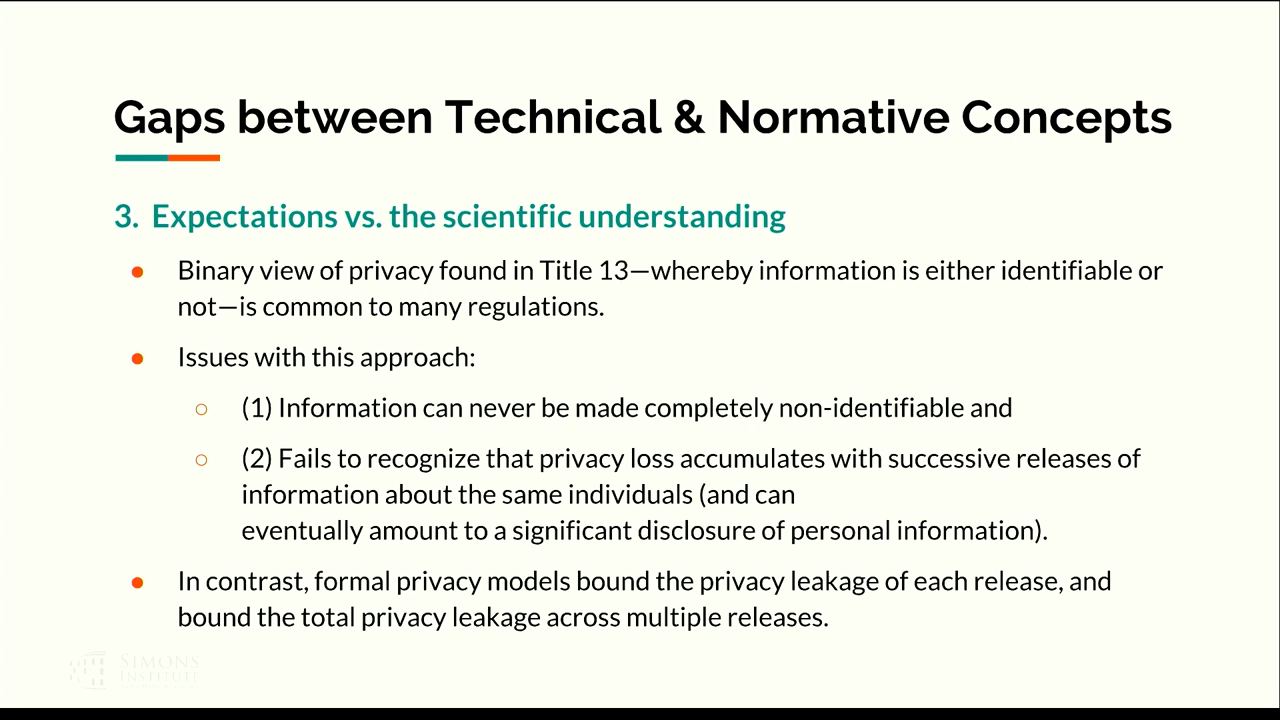 Gaps between Technical & Normative Concepts
3. Expectations vs. the scientific understanding
● Binary view of privacy found in Title 13—whereby information is either identifiable or
not—is common to many regulations.
● Issues with this approach:
○ (1) Information can never be made completely non-identifiable and
○ (2) Fails to recognize that privacy loss accumulates with successive releases of
information about the same individuals (and can
eventually amount to a significant disclosure of personal information).
● In contrast, formal privacy models bound the privacy leakage of each release, and
bound the total privacy leakage across multiple releases.
SIMONS
INSTITUTE